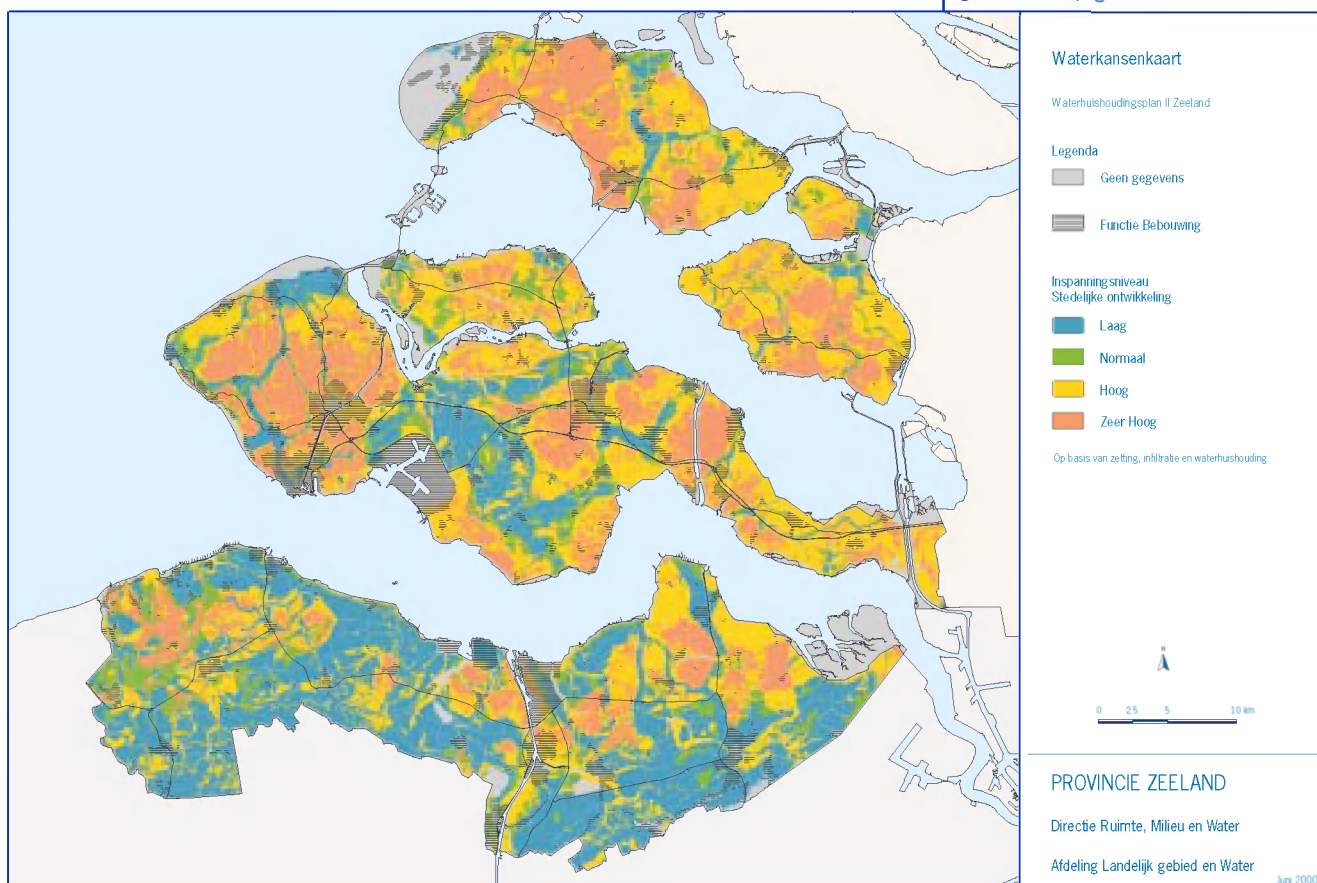 Waterkansenkaart
Waterhuishoudingsplan II Zeeland
Legenda
Geen gegevens
Functie Bebouwing
Inspanningsniveau
Stedelijke ontwikkeling
Laag
Normaal
Hoog
Zeer Hoog
Op basis van zetting, infiltratie en waterhuishouding
N
0 25 5 10 km
PROVINCIE ZEELAND
Directie Ruimte, Milieu en Water
Afdeling Landelijk gebied en Water
Juni 2000